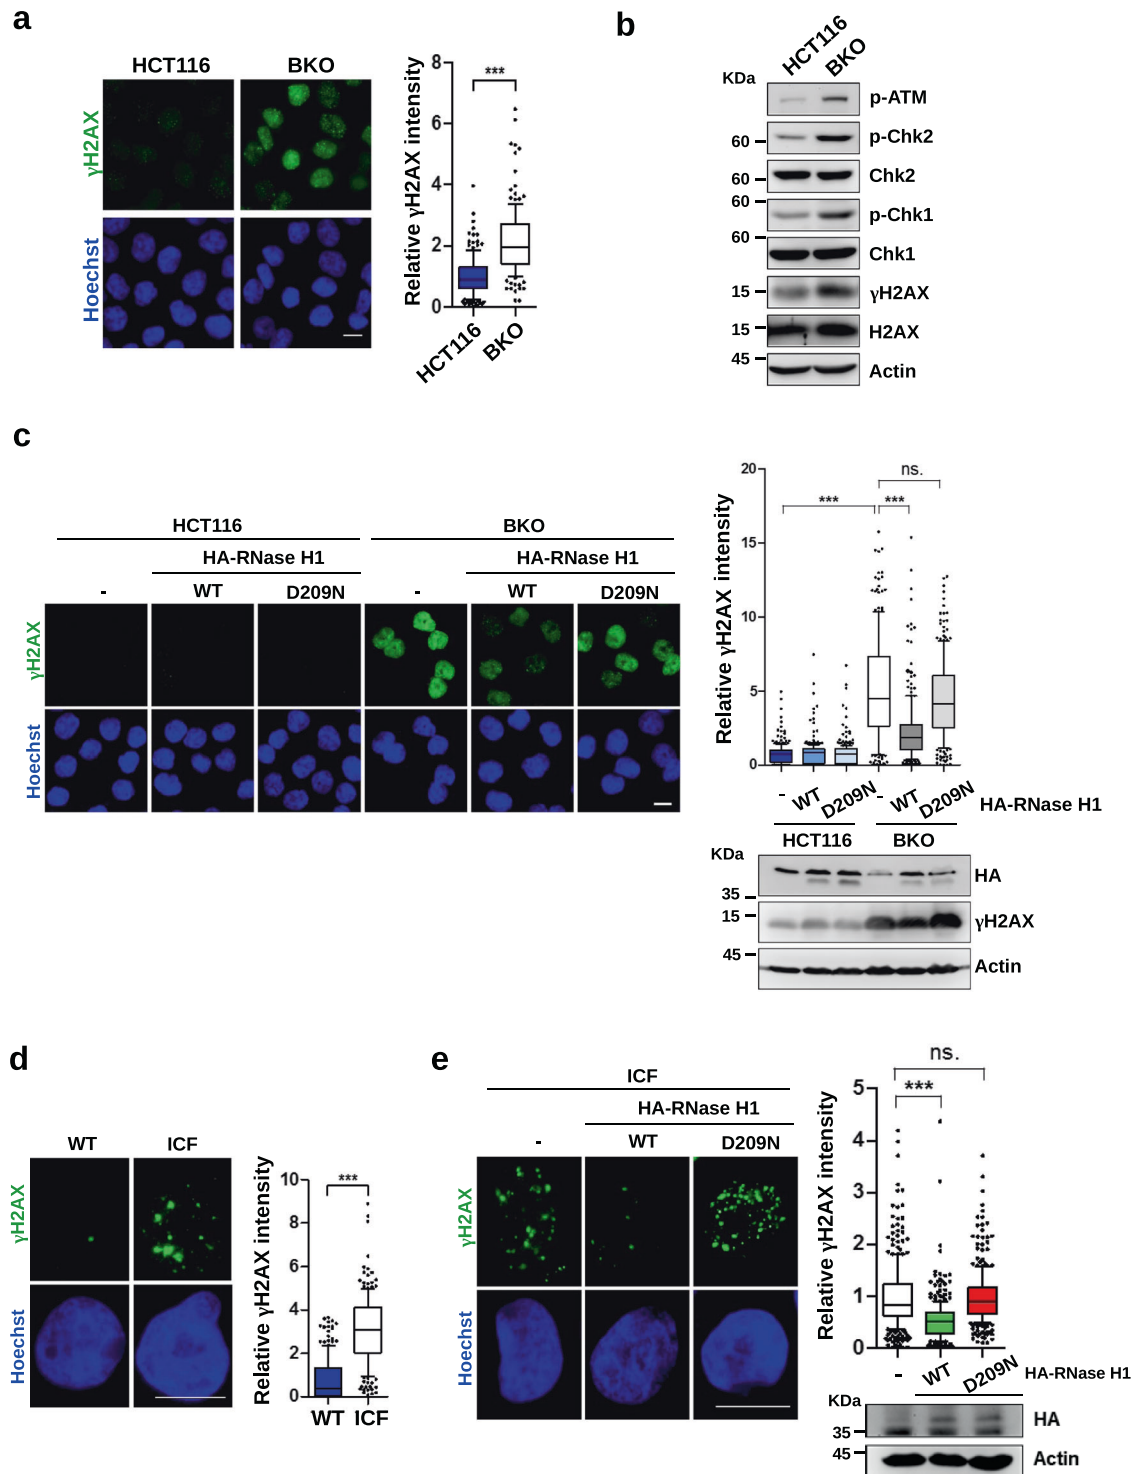 a
HCT116 BKO
γH2AX
Hoechst
Relative γH2AX intensity
8
6
4
2
0
***
HCT116
BKO
b
HCT116
BKO
KDa
p-ATM
60 p-Chk2
60 Chk2
60 p-Chk1
60 Chk1
15 γH2AX
15 H2AX
45 Actin
c
HCT116 BKO
HA-RNase H1 HA-RNase H1
- WT D209N - WT D209N
γH2AX
Hoechst
Relative γH2AX intensity
20
15
10
5
0
***
***
ns.
- WT D209N - WT D209N HA-RNase H1
HCT116 BKO
KDa
35 HA
15 γH2AX
45 Actin
d
WT ICF
γH2AX
Hoechst
Relative γH2AX intensity
10
8
6
4
2
0
***
WT ICF
e
ICF
HA-RNase H1
- WT D209N
γH2AX
Hoechst
Relative γH2AX intensity
5
4
3
2
1
0
ns.
***
- WT D209N HA-RNase H1
KDa
35 HA
45 Actin